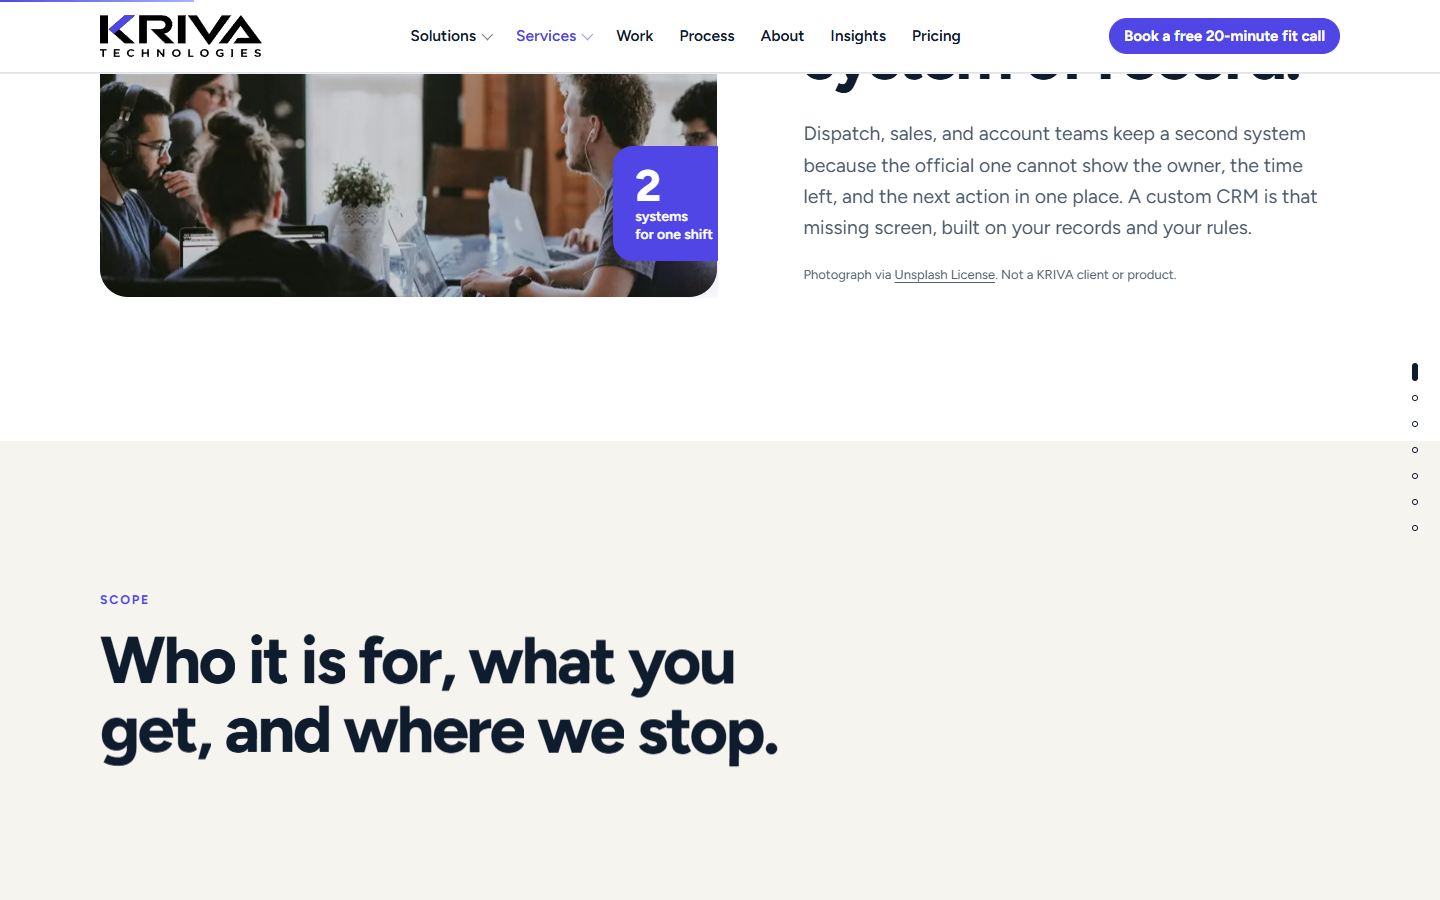 KRIVA
TECHNOLOGIES
Solutions
Services
Work
Process
About
Insights
Pricing
Book a free 20-minute fit call
system of record.
2
systems
for one shift
Dispatch, sales, and account teams keep a second system
because the official one cannot show the owner, the time
left, and the next action in one place. A custom CRM is that
missing screen, built on your records and your rules.
Photograph via Unsplash License. Not a KRIVA client or product.
SCOPE
Who it is for, what you
get, and where we stop.